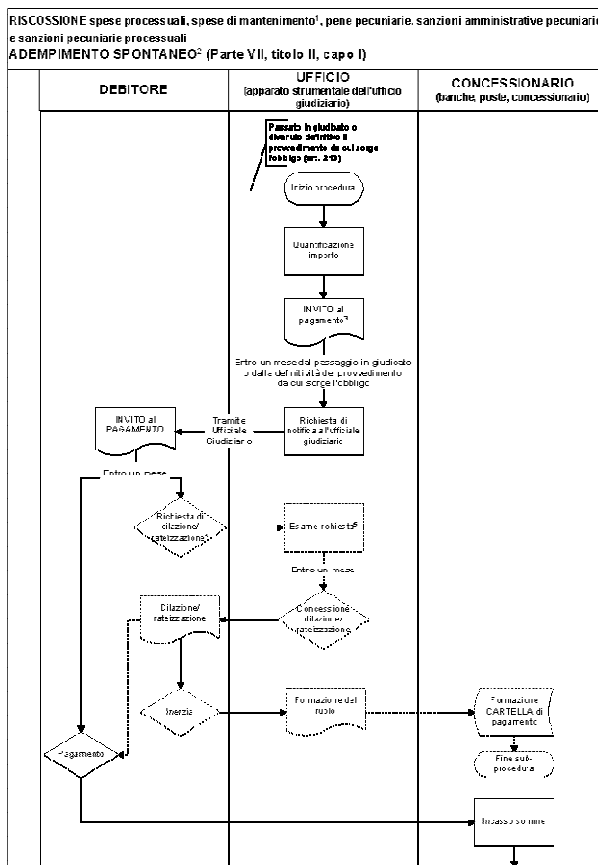 RISCOSSIONE spese processuali, spese di mantenimento¹, pene pecuniarie, sanzioni amministrative pecuniarie
e sanzioni pecuniarie processuali
ADEMPIMENTO SPONTANEO² (Parte VII, titolo II, capo I)
DEBITORE
UFFICIO
(apparato strumentale dell'ufficio
giudiziario)
CONCESSIONARIO
(banche, poste, concessionario)
Passato in giudicato o
divenuto definitivo il
provvedimento da cui sorge
l'obbligo (art.
Inizio procedura
Quantificazione
importo
INVITO al
pagamento³
Entro un mese dal passaggio in giudicato
o dalla definitività del provvedimento
da cui sorge l'obbligo
INVITO al
PAGAMENTO
Tramite
Ufficiale
Giudiziario
Richiesta di
notifica all'ufficiale
giudiziario
Entro un mese
Richiesta di
dilazione/
rateizzazione
Esame richiesta⁵
Entro un mese
Dilazione/
rateizzazione
Concessione
dilazione/
rateizzazione
Inerzia
Formazione del
ruolo
Formazione
CARTELLA di
pagamento
Pagamento
Fine sub-
procedura
Incasso somme